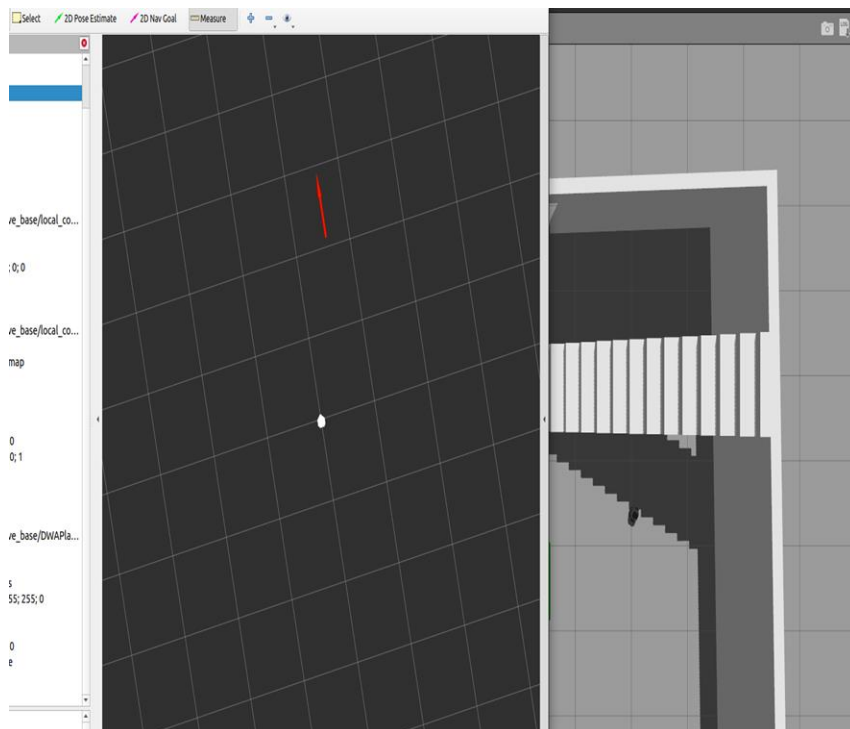 Select 2D Pose Estimate 2D Nav Goal Measure
ve_base/local_co...
; 0; 0
ve_base/local_co...
map
0
0; 1
ve_base/DWAPla...
s
55; 255; 0
0
e